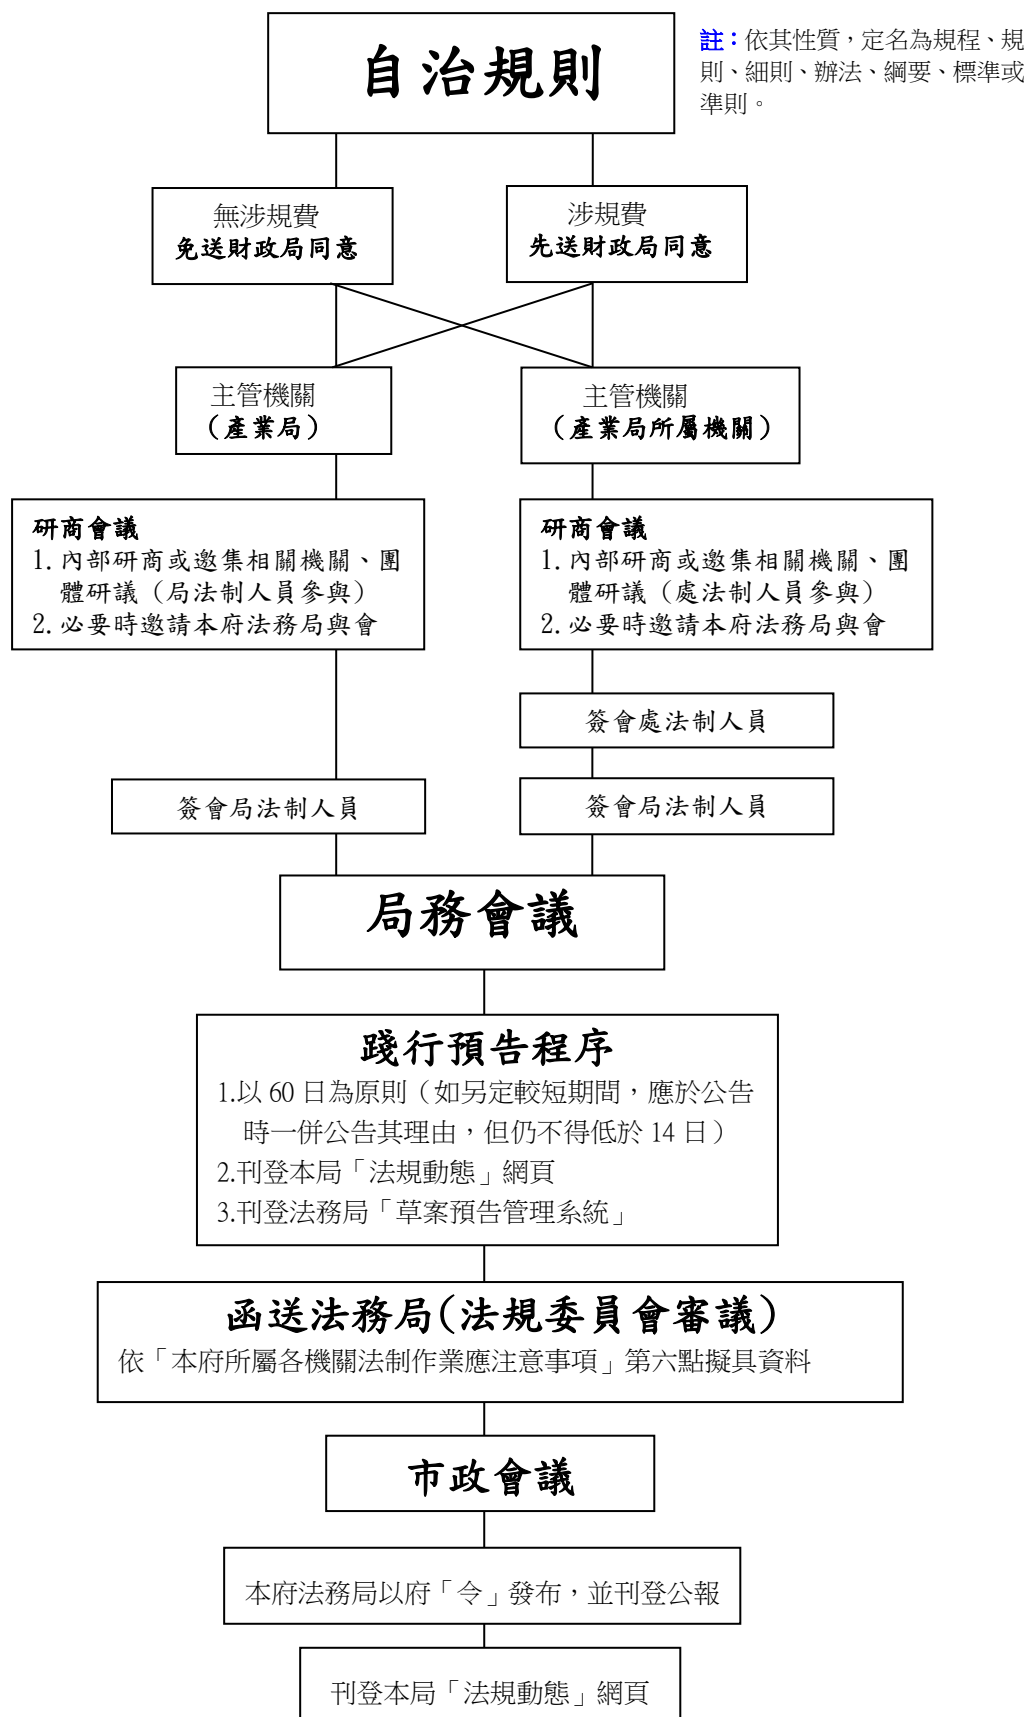 自治規則
註：依其性質，定名為規程、規
則、細則、辦法、綱要、標準或
準則。
無涉規費
免送財政局同意
涉規費
先送財政局同意
主管機關
（產業局）
主管機關
（產業局所屬機關）
研商會議
1.內部研商或邀集相關機關、團
體研議（局法制人員參與）
2.必要時邀請本府法務局與會
研商會議
1.內部研商或邀集相關機關、團
體研議（處法制人員參與）
2.必要時邀請本府法務局與會
簽會處法制人員
簽會局法制人員
簽會局法制人員
局務會議
踐行預告程序
1.以 60 日為原則（如另定較短期間，應於公告
時一併公告其理由，但仍不得低於 14 日）
2.刊登本局「法規動態」網頁
3.刊登法務局「草案預告管理系統」
函送法務局(法規委員會審議)
依「本府所屬各機關法制作業應注意事項」第六點擬具資料
市政會議
本府法務局以府「令」發布，並刊登公報
刊登本局「法規動態」網頁